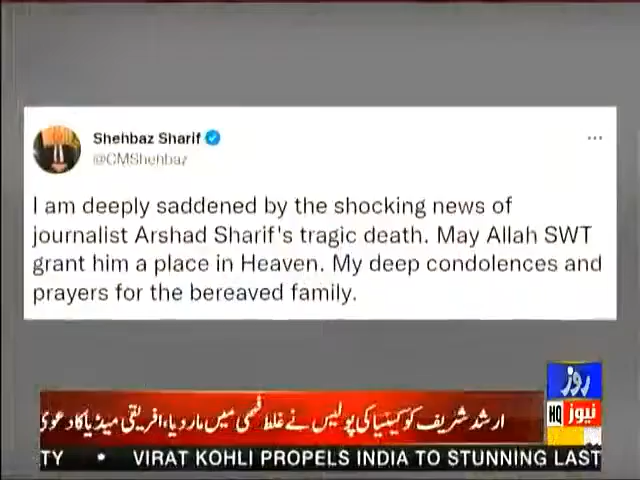 Shehbaz Sharif
@CMShehbaz
I am deeply saddened by the shocking news of
journalist Arshad Sharif's tragic death. May Allah SWT
grant him a place in Heaven. My deep condolences and
prayers for the bereaved family.
روز
HQ نیوز
ارشد شریف کو کینیا کی پولیس نے غلط فہمی میں مار دیا، افریقی میڈیا کا دعویٰ
TY • VIRAT KOHLI PROPELS INDIA TO STUNNING LAST